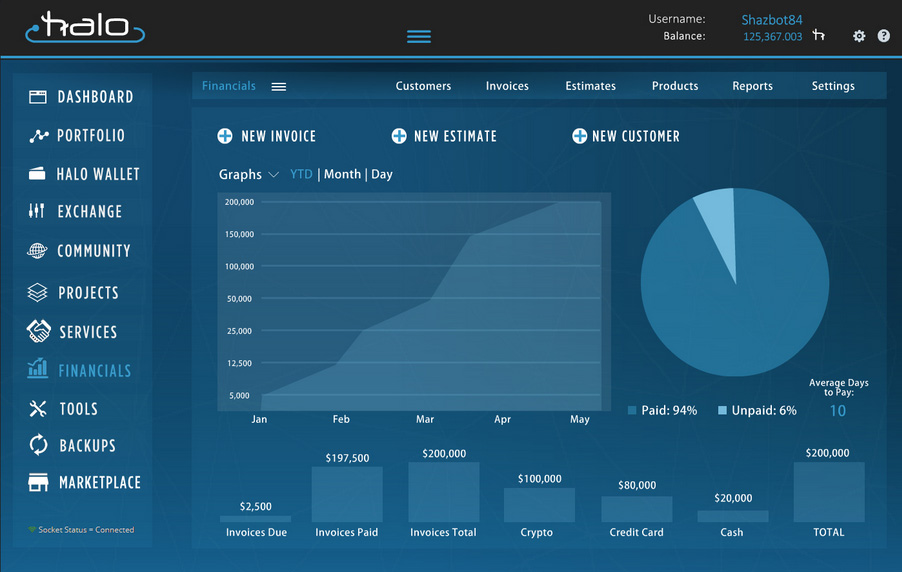 halo
Username: Shazbot84
Balance: 125,367.003
DASHBOARD
PORTFOLIO
HALO WALLET
EXCHANGE
COMMUNITY
PROJECTS
SERVICES
FINANCIALS
TOOLS
BACKUPS
MARKETPLACE
Socket Status = Connected
Financials Customers Invoices Estimates Products Reports Settings
NEW INVOICE NEW ESTIMATE NEW CUSTOMER
Graphs YTD | Month | Day
200,000
150,000
100,000
50,000
25,000
12,500
5,000
Jan Feb Mar Apr May
Average Days
to Pay:
10
Paid: 94% Unpaid: 6%
$2,500 $197,500 $200,000 $100,000 $80,000 $20,000 $200,000
Invoices Due Invoices Paid Invoices Total Crypto Credit Card Cash TOTAL